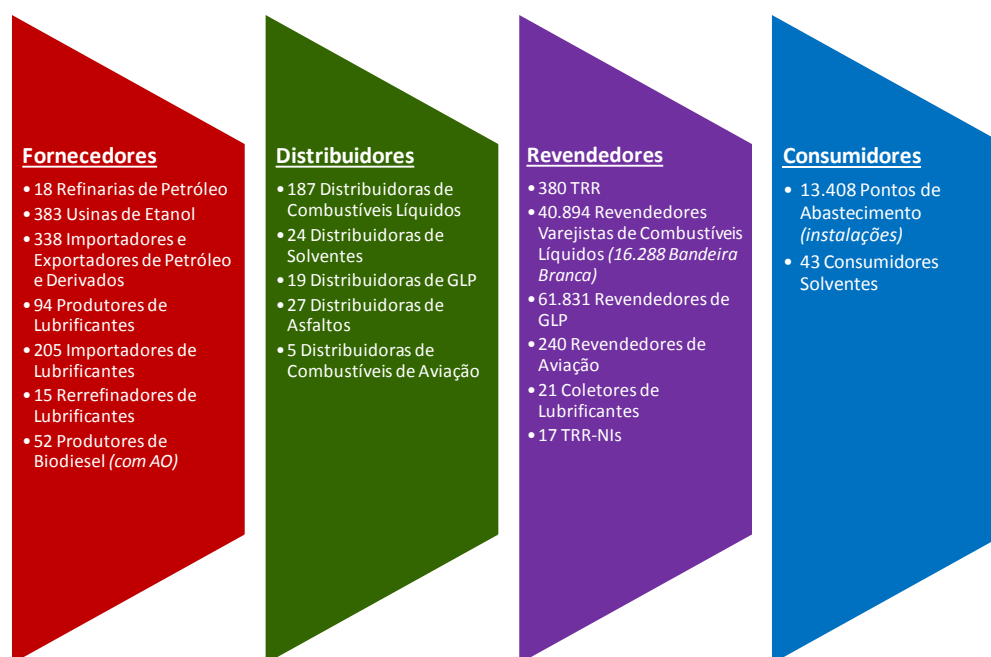 Fornecedores
• 18 Refinarias de Petróleo
• 383 Usinas de Etanol
• 338 Importadores e
Exportadores de Petróleo
e Derivados
• 94 Produtores de
Lubrificantes
• 205 Importadores de
Lubrificantes
• 15 Rerrefinadores de
Lubrificantes
• 52 Produtores de
Biodiesel (com AO)
Distribuidores
• 187 Distribuidoras de
Combustíveis Líquidos
• 24 Distribuidoras de
Solventes
• 19 Distribuidoras de GLP
• 27 Distribuidoras de
Asfaltos
• 5 Distribuidoras de
Combustíveis de Aviação
Revendedores
• 380 TRR
• 40.894 Revendedores
Varejistas de Combustíveis
Líquidos (16.288 Bandeira
Branca)
• 61.831 Revendedores de
GLP
• 240 Revendedores de
Aviação
• 21 Coletores de
Lubrificantes
• 17 TRR-NIs
Consumidores
• 13.408 Pontos de
Abastecimento
(instalações)
• 43 Consumidores
Solventes